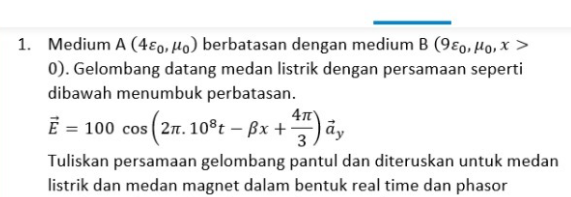 1. Medium A (4ε₀, μ₀) berbatasan dengan medium B (9ε₀, μ₀, x >
0). Gelombang datang medan listrik dengan persamaan seperti
dibawah menumbuk perbatasan.
E⃗ = 100 cos(2π. 10⁸t − βx + 4π/3) a⃗ᵧ
Tuliskan persamaan gelombang pantul dan diteruskan untuk medan
listrik dan medan magnet dalam bentuk real time dan phasor